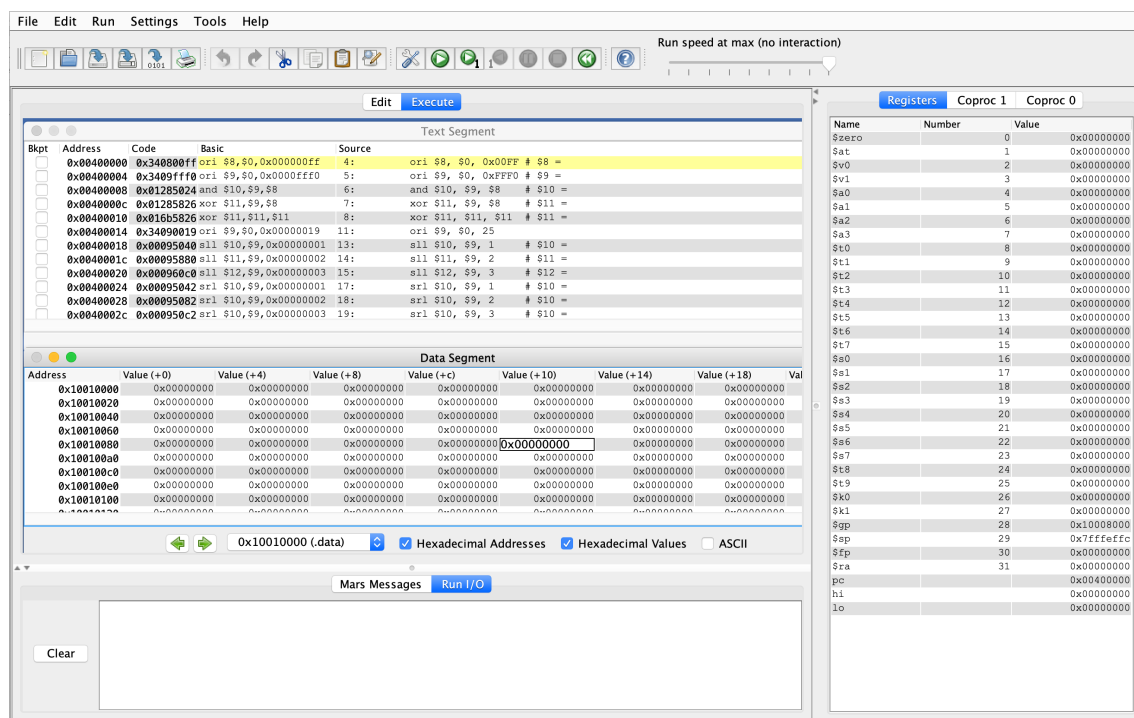 File Edit Run Settings Tools Help
Run speed at max (no interaction)
0101
1
1
Edit Execute
Text Segment
Bkpt Address Code Basic Source
0x00400000 0x340800ff ori $8,$0,0x000000ff 4: ori $8, $0, 0x00FF # $8 =
0x00400004 0x3409fff0 ori $9,$0,0x0000fff0 5: ori $9, $0, 0xFFF0 # $9:
0x00400008 0x01285024 and $10,$9,$8 6: and $10, $9, $8 # $10 =
0x0040000c 0x01285826 xor $11,$9,$8 7: xor $11, $9, $8 # $11 =
0x00400010 0x016b5826 xor $11,$11,$11 8: xor $11, $11, $11 # $11 =
0x00400014 0x34090019 ori $9,$0,0x00000019 11: ori $9, $0, 25
0x00400018 0x00095040 sll $10,$9,0x00000001 13: sll $10, $9, 1 # $10 =
0x0040001c 0x00095880 sll $11,$9,0x00000002 14: sll $11, $9, 2 # $11 =
0x00400020 0x000960c0 sll $12,$9,0x00000003 15: sll $12, $9, 3 # $12 =
0x00400024 0x00095042 srl $10,$9,0x00000001 17: srl $10, $9, 1 # $10 =
0x00400028 0x00095082 srl $10,$9,0x00000002 18: srl $10, $9, 2 # $10 =
0x0040002c 0x000950c2 srl $10,$9,0x00000003 19: srl $10, $9, 3 # $10 =
Data Segment
Address Value (+0) Value (+4) Value (+8) Value (+c) Value (+10) Value (+14) Value (+18) Val
0x10010000 0x00000000 0x00000000 0x00000000 0x00000000 0x00000000 0x00000000 0x00000000
0x10010020 0x00000000 0x00000000 0x00000000 0x00000000 0x00000000 0x00000000 0x00000000
0x10010040 0x00000000 0x00000000 0x00000000 0x00000000 0x00000000 0x00000000 0x00000000
0x10010060 0x00000000 0x00000000 0x00000000 0x00000000 0x00000000 0x00000000 0x00000000
0x10010080 0x00000000 0x00000000 0x00000000 0x00000000 0x00000000 0x00000000 0x00000000
0x100100a0 0x00000000 0x00000000 0x00000000 0x00000000 0x00000000 0x00000000 0x00000000
0x100100c0 0x00000000 0x00000000 0x00000000 0x00000000 0x00000000 0x00000000 0x00000000
0x100100e0 0x00000000 0x00000000 0x00000000 0x00000000 0x00000000 0x00000000 0x00000000
0x10010100 0x00000000 0x00000000 0x00000000 0x00000000 0x00000000 0x00000000 0x00000000
0x10010000 (.data) Hexadecimal Addresses Hexadecimal Values ASCII
Mars Messages Run I/O
Clear
Registers Coproc 1 Coproc 0
Name Number Value
$zero 0 0x00000000
$at 1 0x00000000
$v0 2 0x00000000
$v1 3 0x00000000
$a0 4 0x00000000
$a1 5 0x00000000
$a2 6 0x00000000
$a3 7 0x00000000
$t0 8 0x00000000
$t1 9 0x00000000
$t2 10 0x00000000
$t3 11 0x00000000
$t4 12 0x00000000
$t5 13 0x00000000
$t6 14 0x00000000
$t7 15 0x00000000
$s0 16 0x00000000
$s1 17 0x00000000
$s2 18 0x00000000
$s3 19 0x00000000
$s4 20 0x00000000
$s5 21 0x00000000
$s6 22 0x00000000
$s7 23 0x00000000
$t8 24 0x00000000
$t9 25 0x00000000
$k0 26 0x00000000
$k1 27 0x00000000
$gp 28 0x10008000
$sp 29 0x7fffeffc
$fp 30 0x00000000
$ra 31 0x00000000
pc 0x00400000
hi 0x00000000
lo 0x00000000